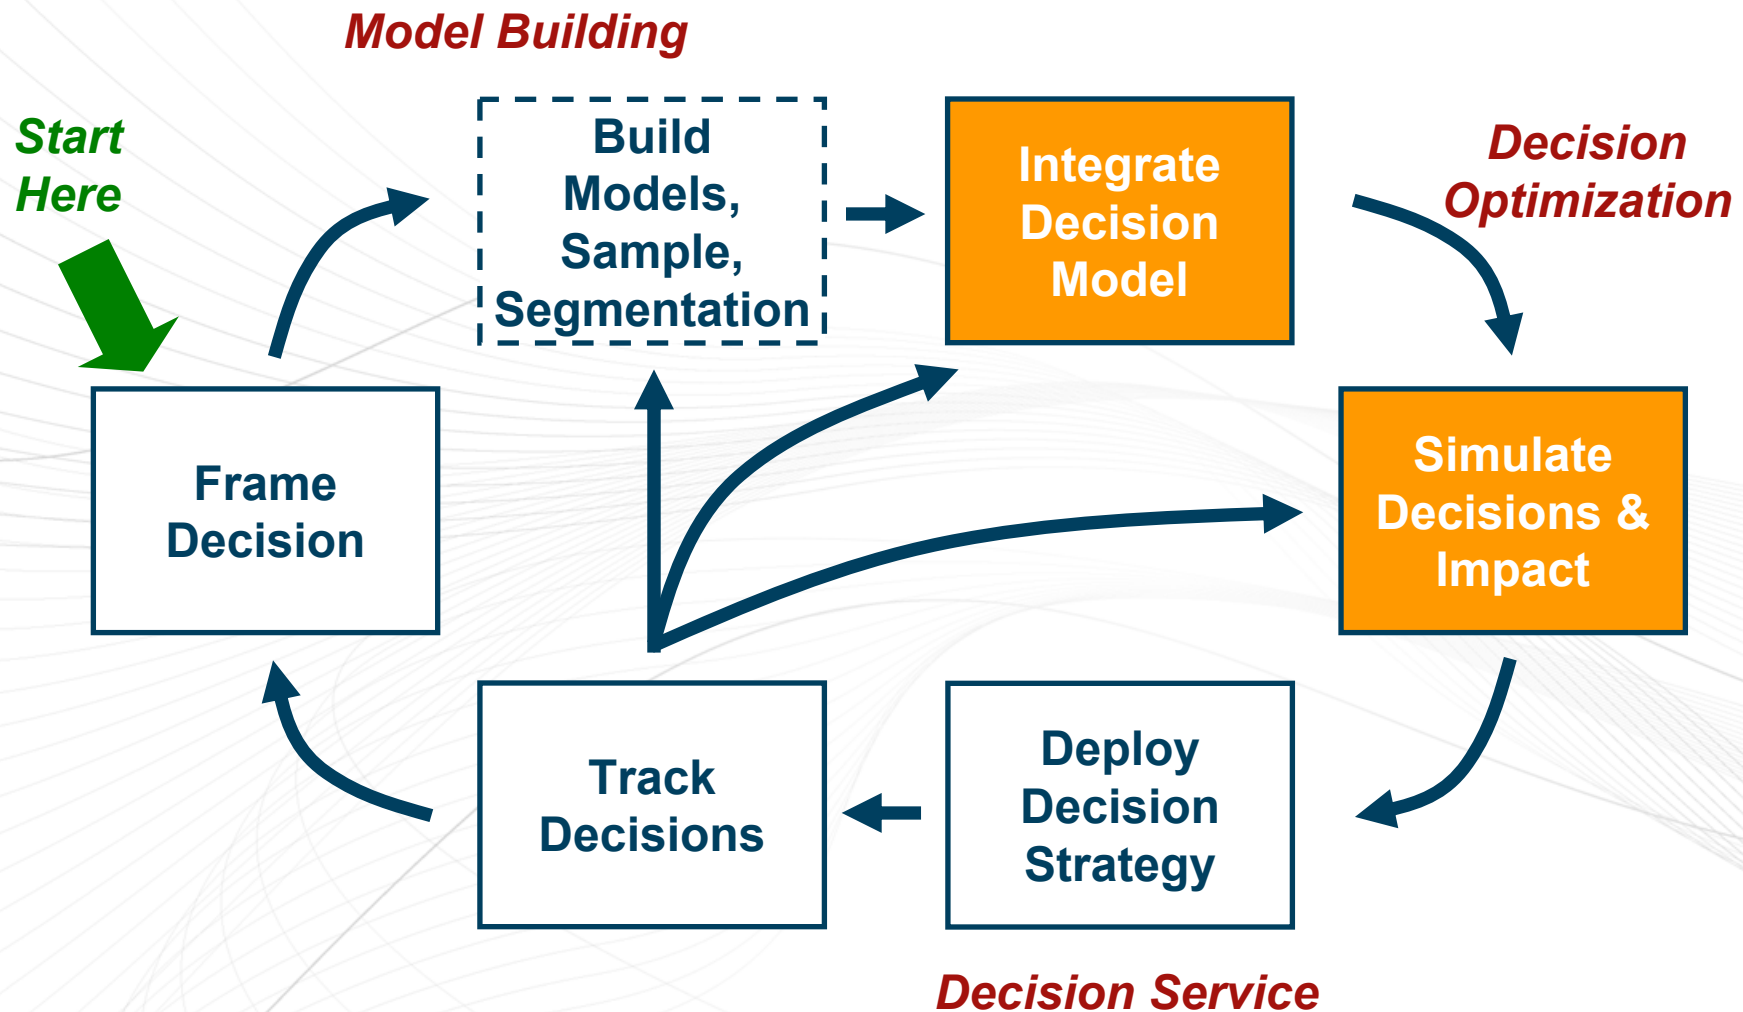 Model Building
Start
Here
Build
Models,
Sample,
Segmentation
Integrate
Decision
Model
Decision
Optimization
Frame
Decision
Simulate
Decisions &
Impact
Track
Decisions
Deploy
Decision
Strategy
Decision Service